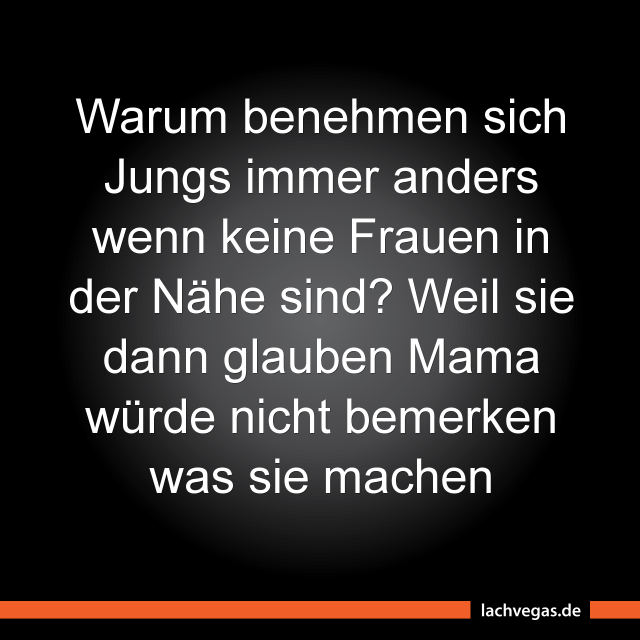 Warum benehmen sich
Jungs immer anders
wenn keine Frauen in
der Nähe sind? Weil sie
dann glauben Mama
würde nicht bemerken
was sie machen
lachvegas.de